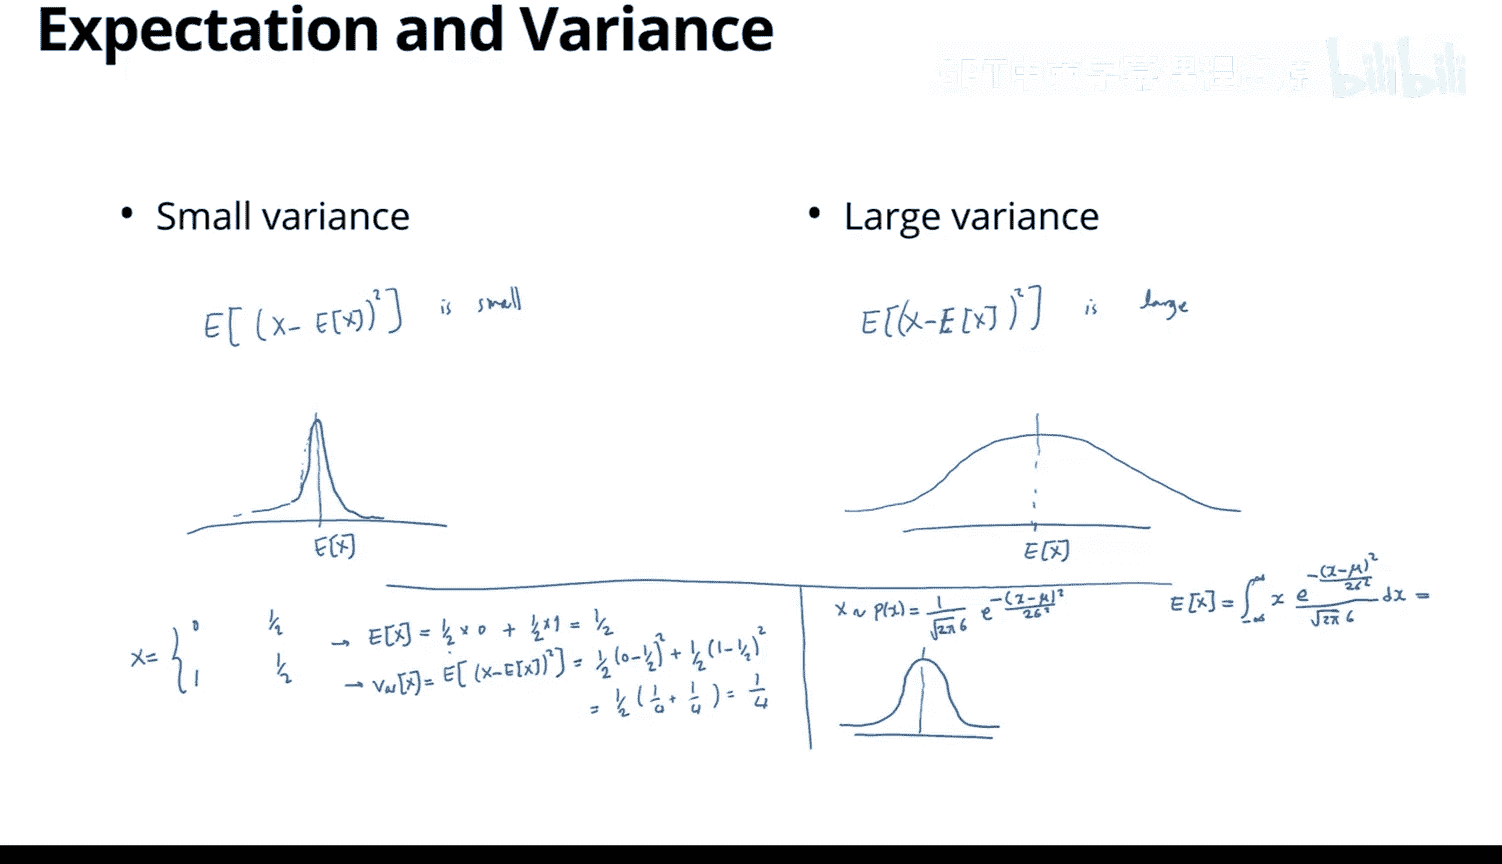 Expectation and Variance
bilibili
• Small variance
E[(X-E[X])²] is small
E[X]
• Large variance
E[(X-E[X])²] is large
E[X]
X= { 0 1/2
1 1/2
→ E[X] = 1/2 × 0 + 1/2 × 1 = 1/2
→ Var[X] = E[(X-E[X])²] = 1/2 (0-1/2)² + 1/2 (1-1/2)²
= 1/2 (1/4 + 1/4) = 1/4
X ~ P(x) = 1/√2π σ e^-(x-μ)²/2σ²
E[X] = ∫_-∞^∞ x e^-(x-μ)²/2σ² / √2π σ dx =